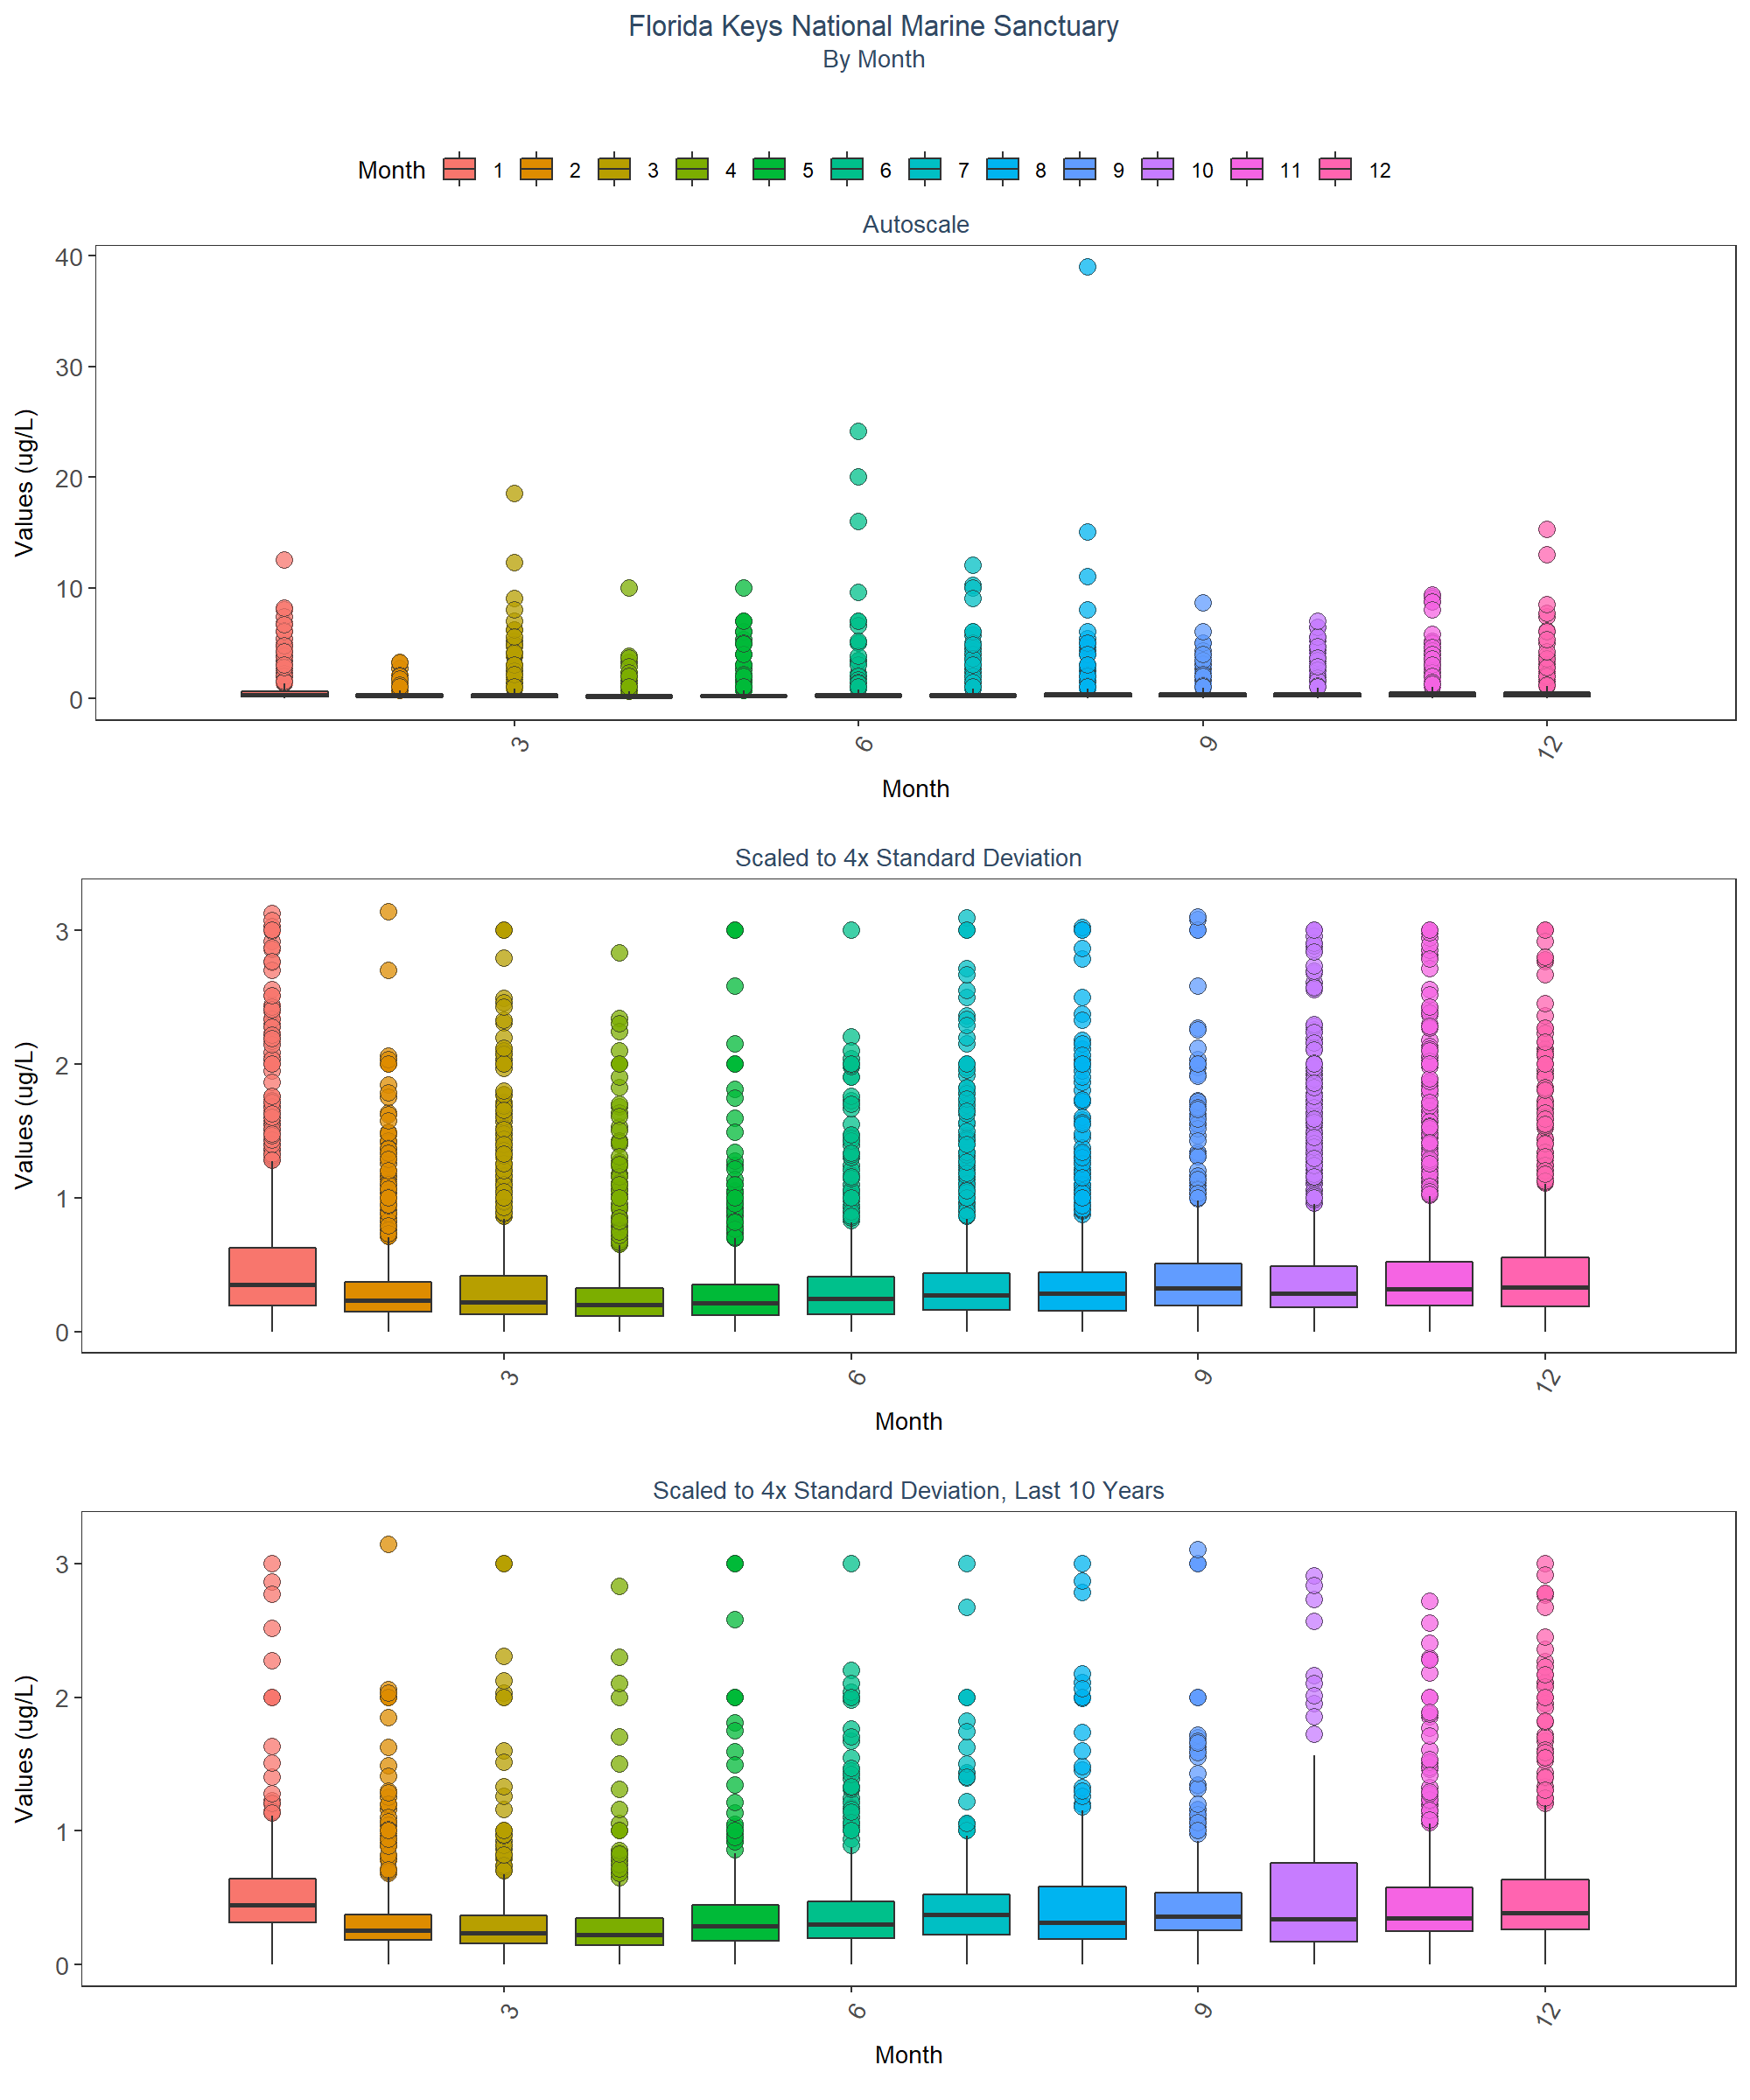 Florida Keys National Marine Sanctuary
By Month
Month 1 2 3 4 5 6 7 8 9 10 11 12
Autoscale
Values (ug/L)
40
30
20
10
0
3 6 9 12
Month
Scaled to 4x Standard Deviation
Values (ug/L)
3
2
1
0
3 6 9 12
Month
Scaled to 4x Standard Deviation, Last 10 Years
Values (ug/L)
3
2
1
0
3 6 9 12
Month